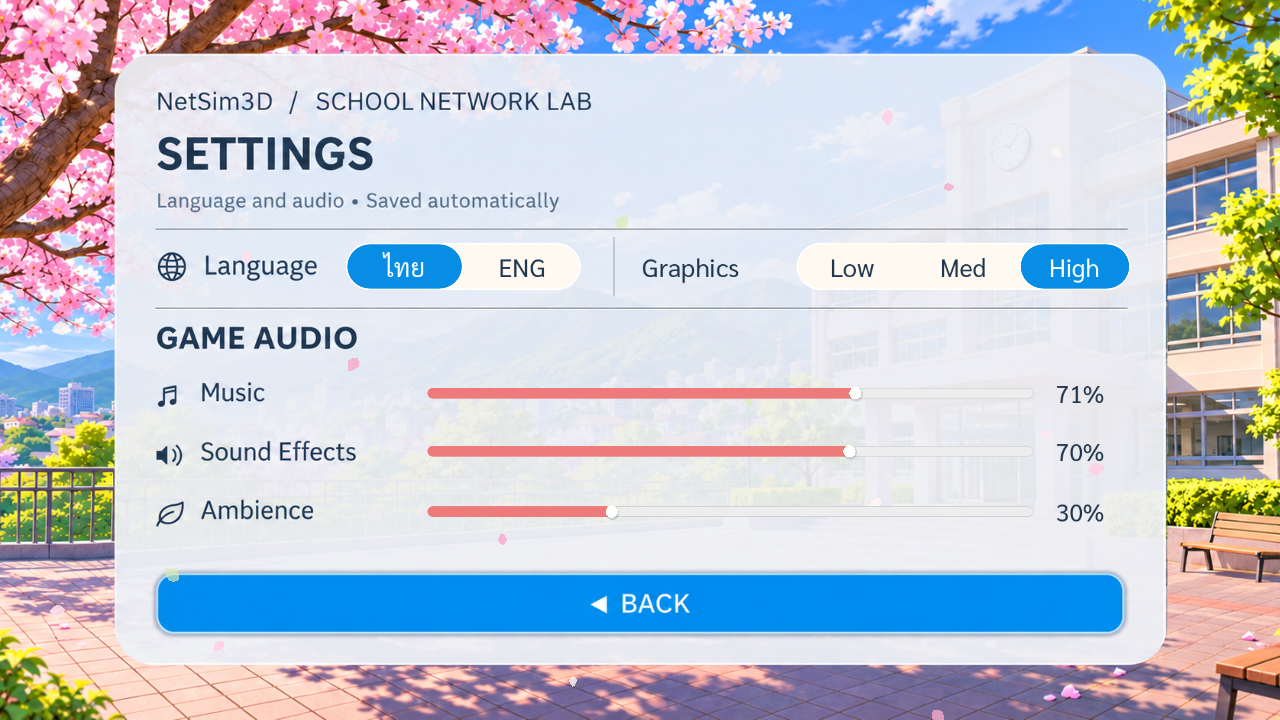 NetSim3D / SCHOOL NETWORK LAB
SETTINGS
Language and audio • Saved automatically
Language ไทย ENG Graphics Low Med High
GAME AUDIO
Music 71%
Sound Effects 70%
Ambience 30%
◄ BACK